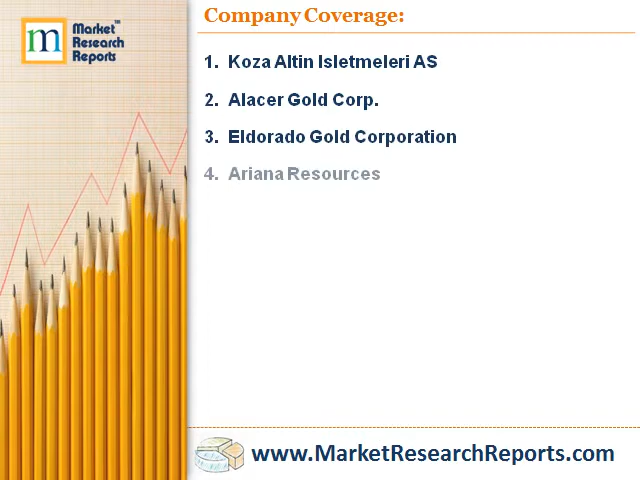 m
Market™
Research
Reports
Company Coverage:
1. Koza Altin Isletmeleri AS
2. Alacer Gold Corp.
3. Eldorado Gold Corporation
4. Ariana Resources
www.MarketResearchReports.com